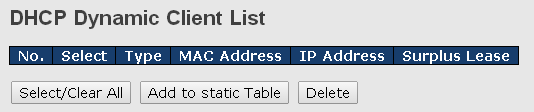 DHCP Dynamic Client List
No. Select Type MAC Address IP Address Surplus Lease
Select/Clear All Add to static Table Delete